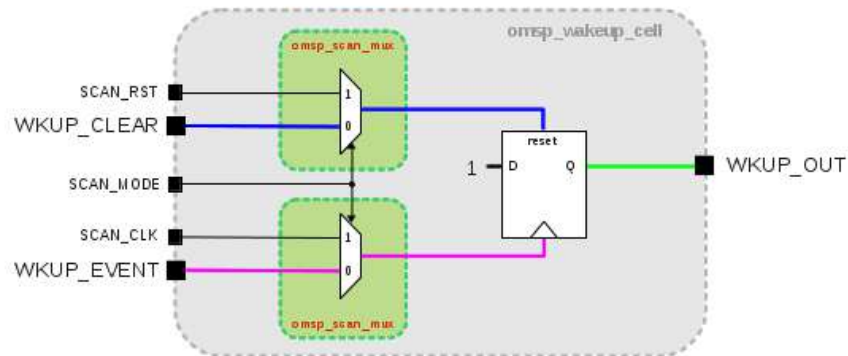 omsp_wakeup_cell
omsp_scan_mux
SCAN_RST
1
WKUP_CLEAR
0
reset
1
D
Q
WKUP_OUT
SCAN_MODE
SCAN_CLK
1
WKUP_EVENT
0
omsp_scan_mux